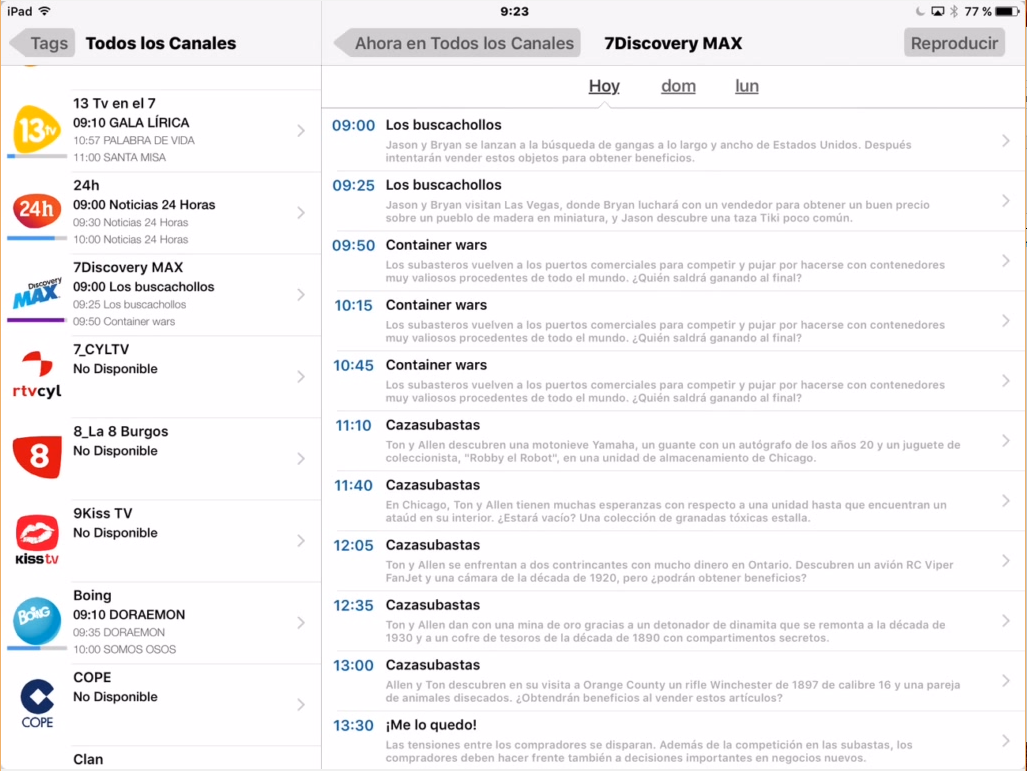 iPad
9:23
77 %
Tags
Todos los Canales
Ahora en Todos los Canales
7Discovery MAX
Reproducir
13tv
13 Tv en el 7
09:10 GALA LÍRICA
10:57 PALABRA DE VIDA
11:00 SANTA MISA
24h
24h
09:00 Noticias 24 Horas
09:30 Noticias 24 Horas
10:00 Noticias 24 Horas
Discovery
MAX
7Discovery MAX
09:00 Los buscachollos
09:25 Los buscachollos
09:50 Container wars
rtvcyl
7_CYLTV
No Disponible
8
8_La 8 Burgos
No Disponible
kiss tv
9Kiss TV
No Disponible
BOING
Boing
09:10 DORAEMON
09:35 DORAEMON
10:00 SOMOS OSOS
COPE
COPE
No Disponible
Clan
Hoy dom lun
09:00 Los buscachollos
Jason y Bryan se lanzan a la búsqueda de gangas a lo largo y ancho de Estados Unidos. Después
intentarán vender estos objetos para obtener beneficios.
09:25 Los buscachollos
Jason y Bryan visitan Las Vegas, donde Bryan luchará con un vendedor para obtener un buen precio
sobre un pueblo de madera en miniatura, y Jason descubre una taza Tiki poco común.
09:50 Container wars
Los subasteros vuelven a los puertos comerciales para competir y pujar por hacerse con contenedores
muy valiosos procedentes de todo el mundo. ¿Quién saldrá ganando al final?
10:15 Container wars
Los subasteros vuelven a los puertos comerciales para competir y pujar por hacerse con contenedores
muy valiosos procedentes de todo el mundo. ¿Quién saldrá ganando al final?
10:45 Container wars
Los subasteros vuelven a los puertos comerciales para competir y pujar por hacerse con contenedores
muy valiosos procedentes de todo el mundo. ¿Quién saldrá ganando al final?
11:10 Cazasubastas
Ton y Allen descubren una motonieve Yamaha, un guante con un autógrafo de los años 20 y un juguete de
coleccionista, "Robby el Robot", en una unidad de almacenamiento de Chicago.
11:40 Cazasubastas
En Chicago, Ton y Allen tienen muchas esperanzas con respecto a una unidad hasta que encuentran un
ataúd en su interior. ¿Estará vacío? Una colección de granadas tóxicas estalla.
12:05 Cazasubastas
Ton y Allen se enfrentan a dos contrincantes con mucho dinero en Ontario. Descubren un avión RC Viper
FanJet y una cámara de la década de 1920, pero ¿podrán obtener beneficios?
12:35 Cazasubastas
Ton y Allen dan con una mina de oro gracias a un detonador de dinamita que se remonta a la década de
1930 y a un cofre de tesoros de la década de 1890 con compartimentos secretos.
13:00 Cazasubastas
Allen y Ton descubren en su visita a Orange County un rifle Winchester de 1897 de calibre 16 y una pareja
de animales disecados. ¿Obtendrán beneficios al vender estos artículos?
13:30 ¡Me lo quedo!
Las tensiones entre los compradores se disparan. Además de la competición en las subastas, los
compradores deben hacer frente también a decisiones importantes en negocios nuevos.